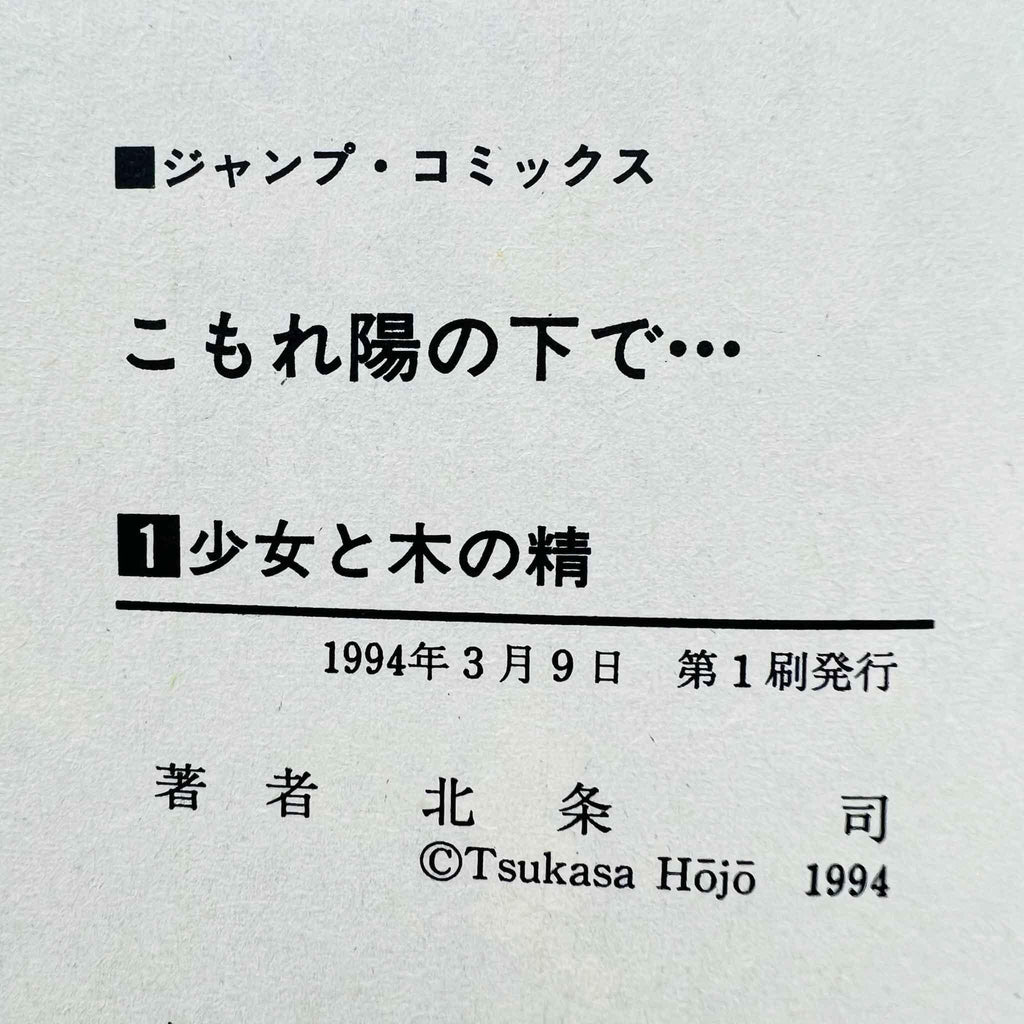 ■ジャンプ・コミックス
こもれ陽の下で…
1少女と木の精
1994年3月9日 第1刷発行
著者 北条 司
©Tsukasa Hōjō 1994